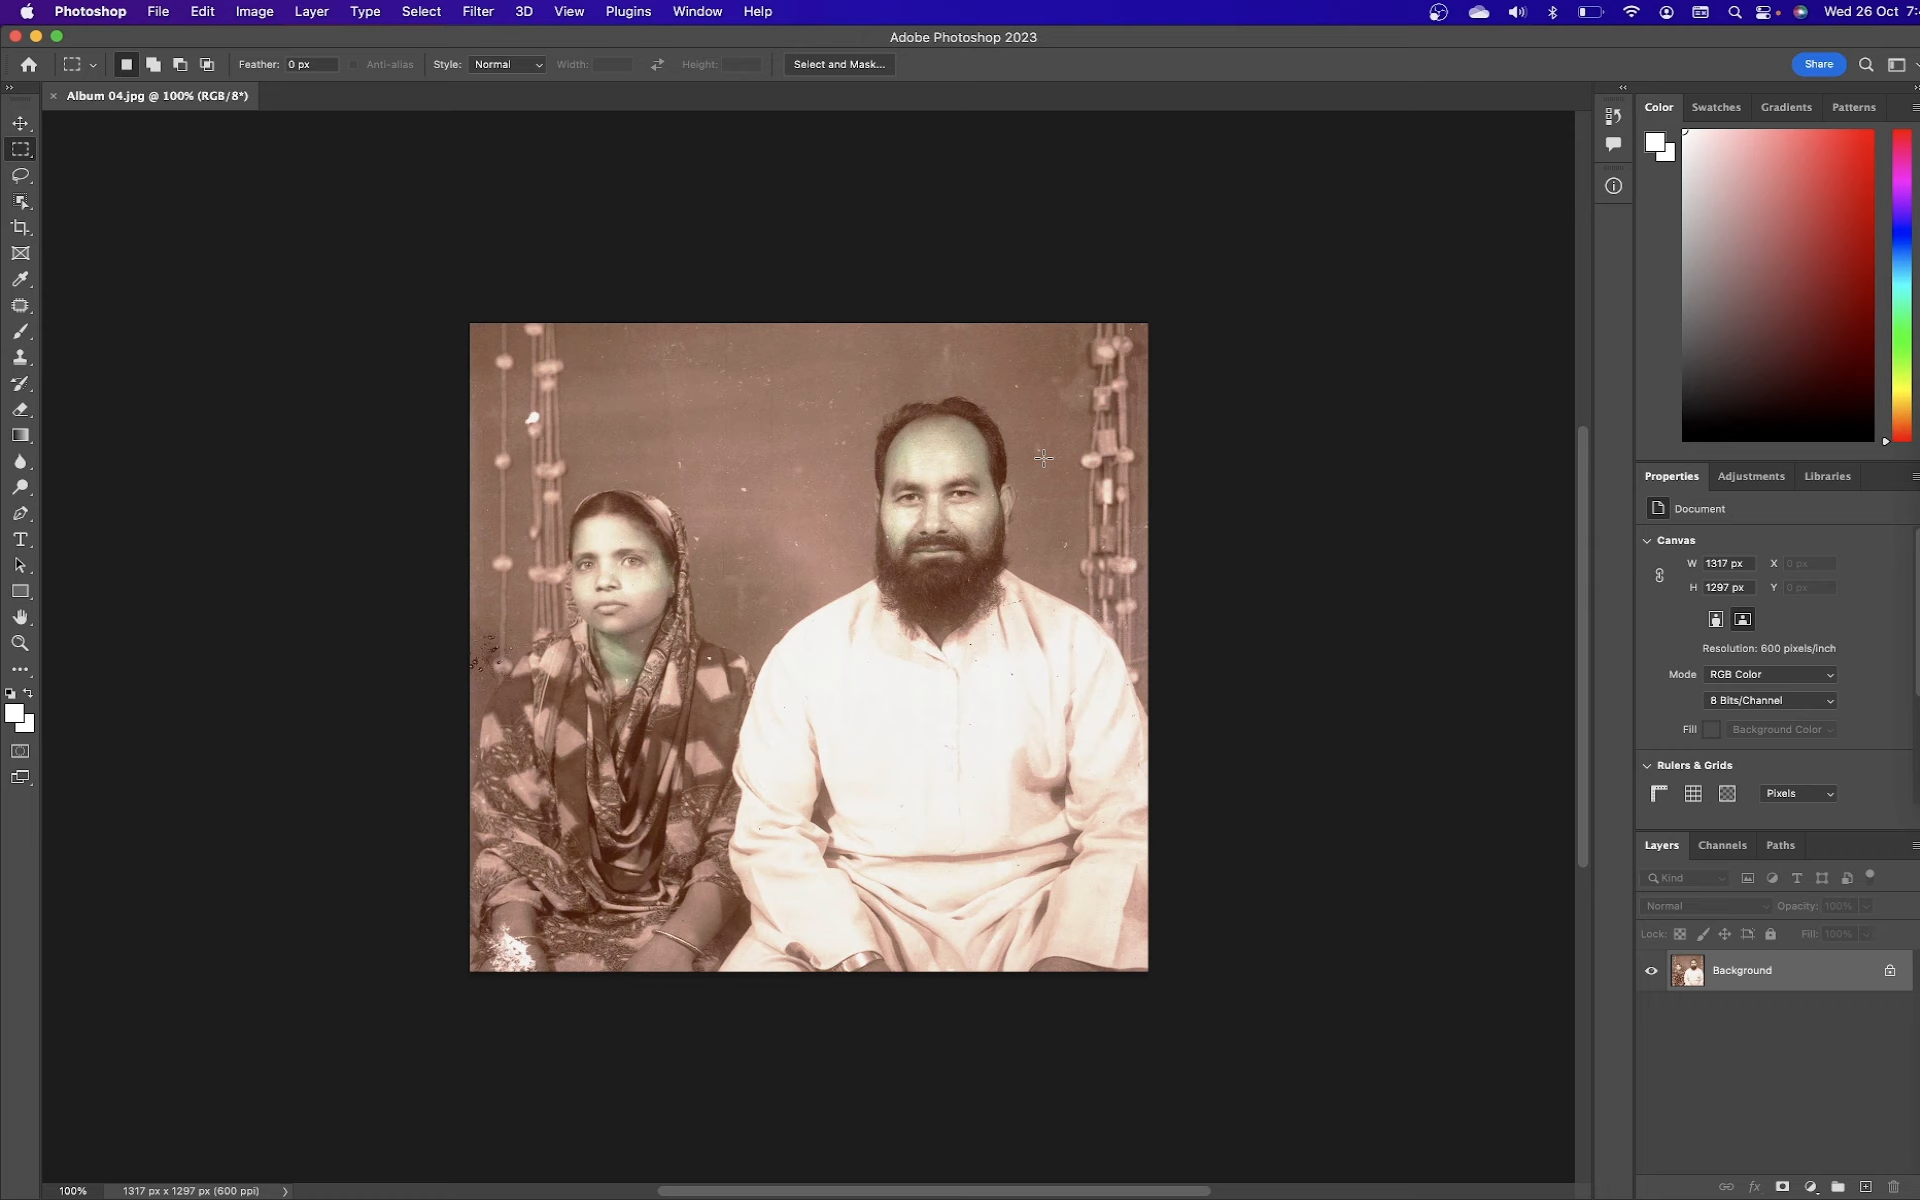 Photoshop File Edit Image Layer Type Select Filter 3D View Plugins Window Help Wed 26 Oct
Adobe Photoshop 2023
Feather: 0 px Anti-alias Style: Normal Width: Height: Select and Mask... Share
× Album 04.jpg @ 100% (RGB/8*)
Color Swatches Gradients Patterns
Properties Adjustments Libraries
Document
Canvas
W 1317 px X 0 px
H 1297 px Y 0 px
Resolution: 600 pixels/inch
Mode RGB Color
8 Bits/Channel
Fill Background Color
Rulers & Grids
Pixels
Layers Channels Paths
Kind
Normal Opacity: 100%
Lock: Fill: 100%
Background
100% 1317 px x 1297 px (600 ppi)